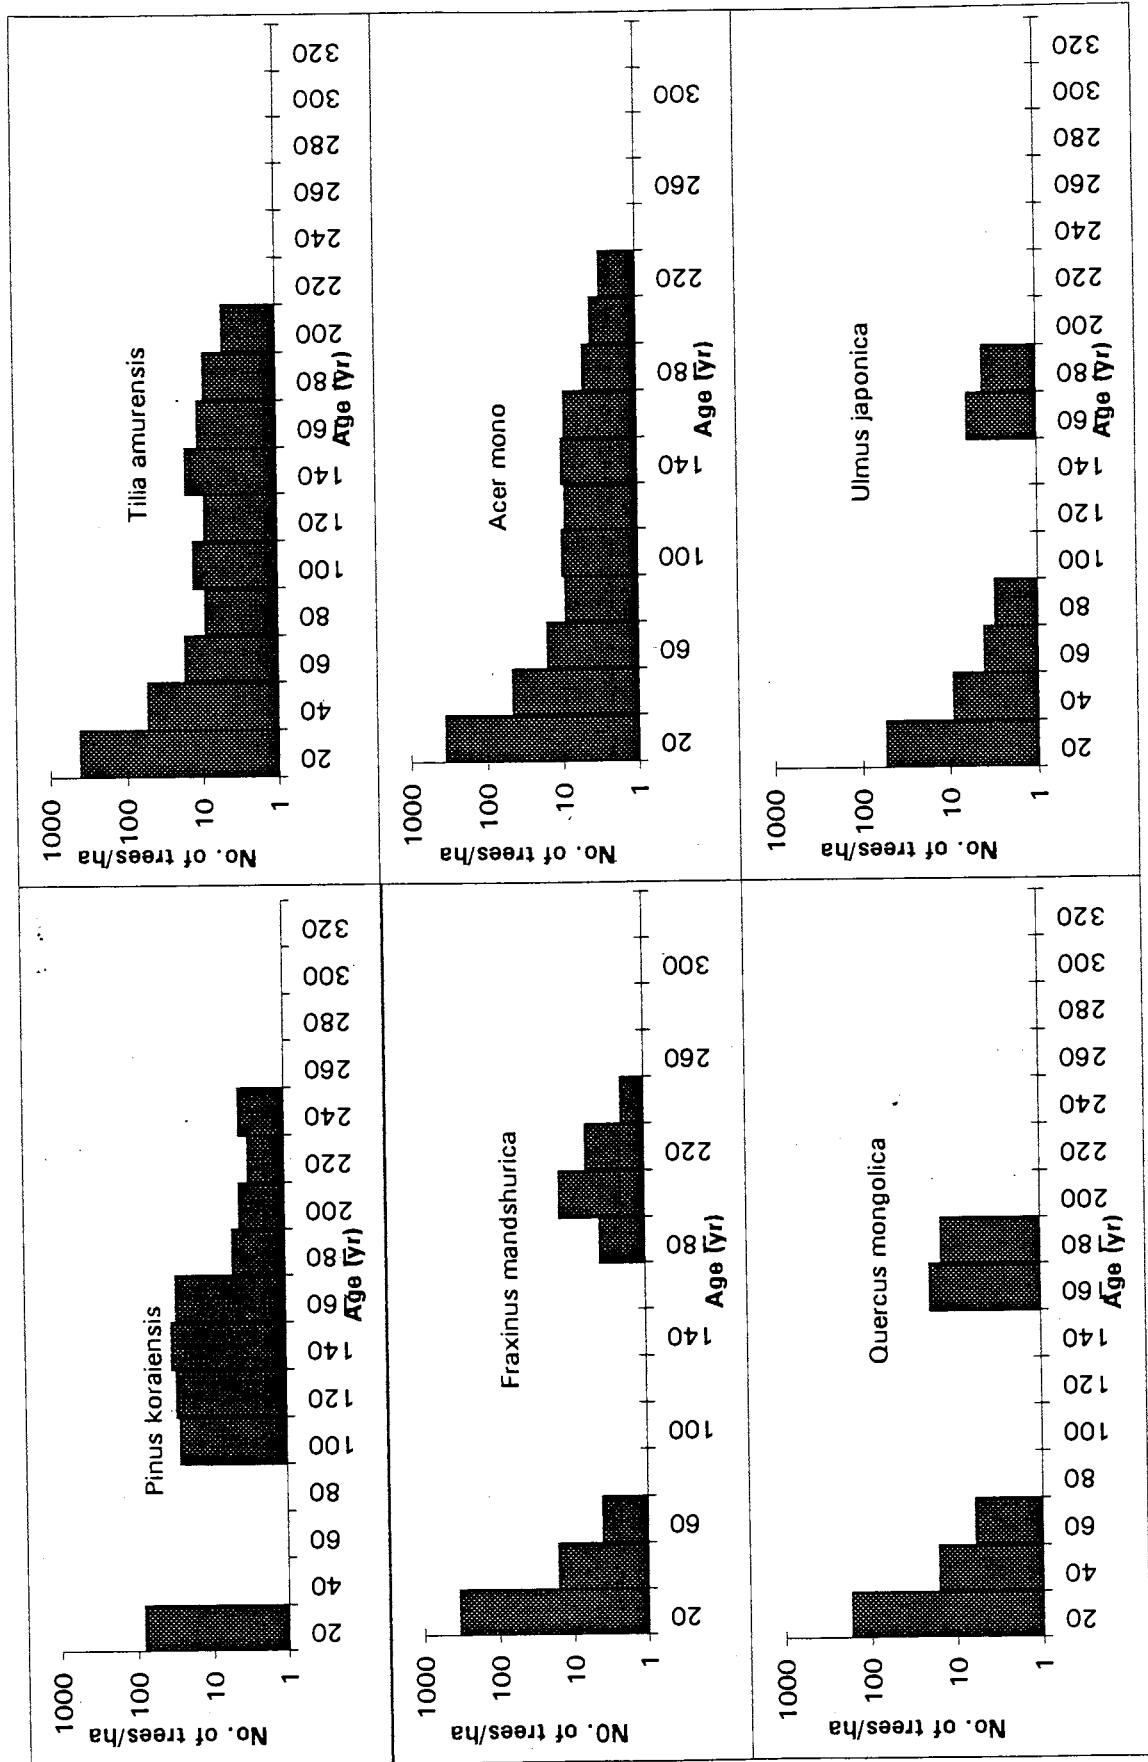 Pinus koraiensis
No. of trees/ha
1000
100
10
1
20 40 60 80 100 120 140 160 180 200 220 240 260 280 300 320
Age (yr)
Tilia amurensis
No. of trees/ha
1000
100
10
1
20 40 60 80 100 120 140 160 180 200 220 240 260 280 300 320
Age (yr)
Fraxinus mandshurica
NO. of trees/ha
1000
100
10
1
20 60 100 140 180 220 260 300
Age (yr)
Acer mono
No. of trees/ha
1000
100
10
1
20 60 100 140 180 220 260 300
Age (yr)
Quercus mongolica
No. of trees/ha
1000
100
10
1
20 40 60 80 100 120 140 160 180 200 220 240 260 280 300 320
Age (yr)
Ulmus japonica
No. of trees/ha
1000
100
10
1
20 40 60 80 100 120 140 160 180 200 220 240 260 280 300 320
Age (yr)